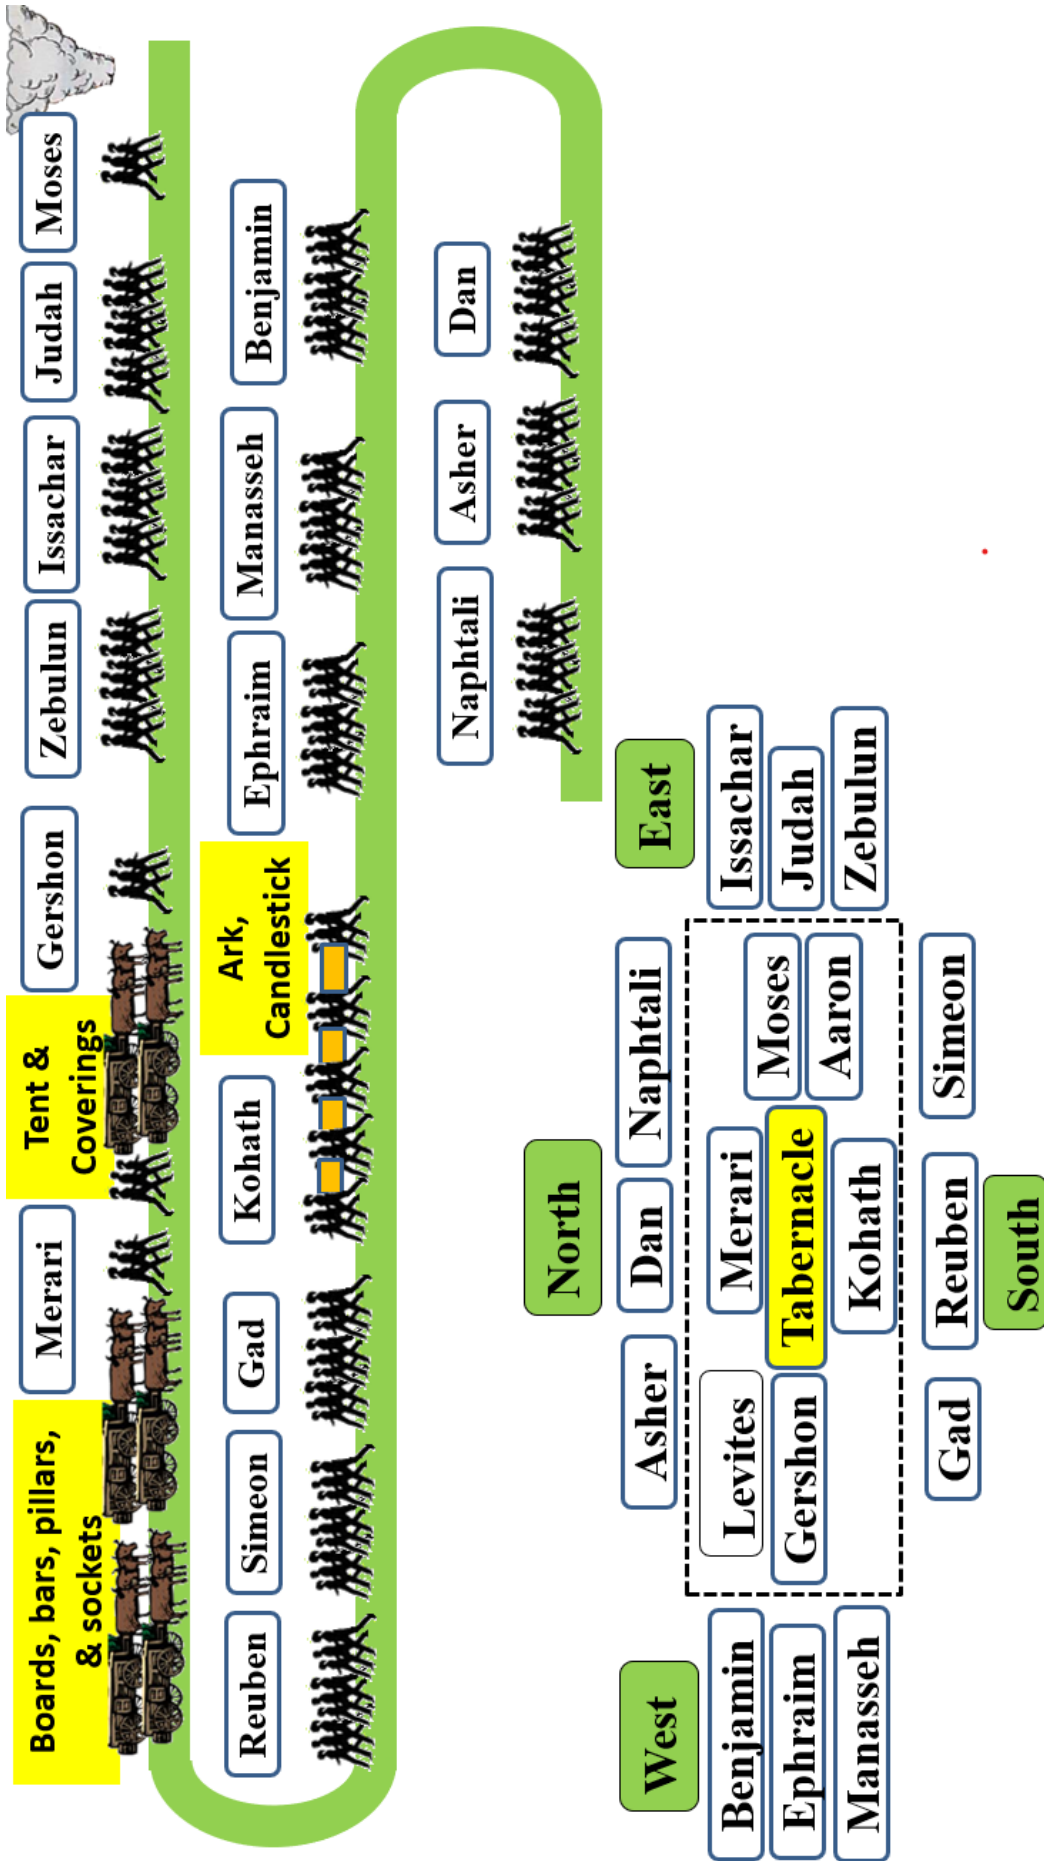 Boards, bars, pillars,
& sockets
Merari
Tent &
Coverings
Gershon
Zebulun
Issachar
Judah
Moses
Reuben
Simeon
Gad
Kohath
Ark,
Candlestick
Ephraim
Manasseh
Benjamin
Naphtali
Asher
Dan
North
West
Asher
Dan
Naphtali
East
Benjamin
Levites
Merari
Moses
Issachar
Ephraim
Gershon
Tabernacle
Aaron
Judah
Manasseh
Kohath
Zebulun
Gad
Reuben
Simeon
South